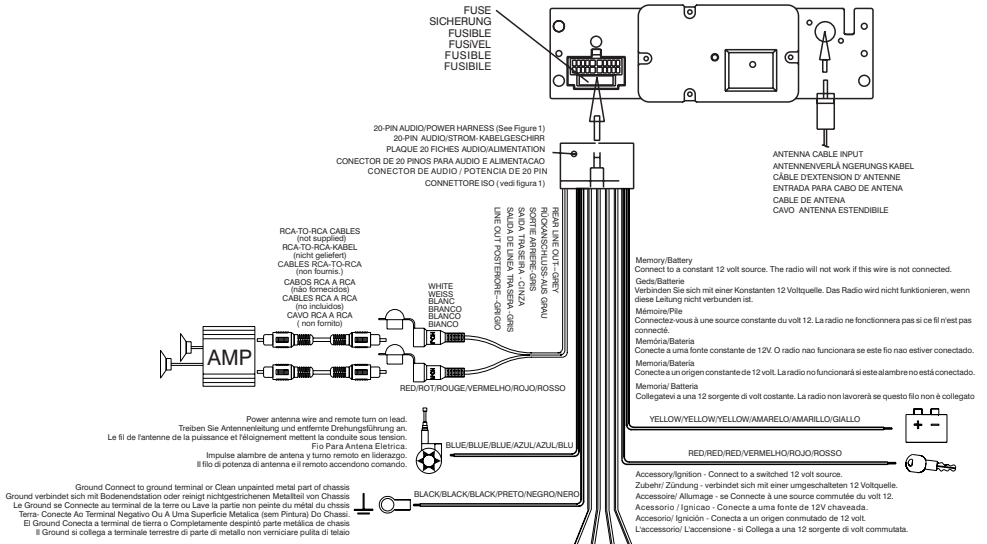 FUSE
SICHERUNG
FUSIBLE
FUSíVEL
FUSIBLE
FUSIBILE
20-PIN AUDIO/POWER HARNESS (See Figure 1)
20-PIN AUDIO/STROM- KABELGESCHIRR
PLAQUE 20 FICHES AUDIO/ALIMENTATION
CONECTOR DE 20 PINOS PARA AUDIO E ALIMENTACAO
CONECTOR DE AUDIO / POTENCIA DE 20 PIN
CONNETTORE ISO ( vedi figura 1)
ANTENNA CABLE INPUT
ANTENNENVERLÄ NGERUNGS KABEL
CÂBLE D'EXTENSION D' ANTENNE
ENTRADA PARA CABO DE ANTENA
CABLE DE ANTENA
CAVO ANTENNA ESTENDIBILE
REAR LINE OUT--GREY
RÜCKANSCHLUSS-AUS GRAU
SORTIE ARRIERE-GRIS
SAIDA TRASEIRA - CINZA
SALIDA DE LINEA TRASERA -GRIS
LINE OUT POSTERIORE--GRIGIO
RCA-TO-RCA CABLES
(not supplied)
RCA-TO-RCA-KABEL
(nicht geliefert)
CABLES RCA-TO-RCA
(non fournis.)
CABOS RCA A RCA
(não fornecidos)
CABLES RCA A RCA
(no incluidos)
CAVO RCA A RCA
( non fornito)
WHITE
WEISS
BLANC
BRANCO
BLANCO
BIANCO
AMP
RED/ROT/ROUGE/VERMELHO/ROJO/ROSSO
Memory/Battery
Connect to a constant 12 volt source. The radio will not work if this wire is not connected.
Geds/Batterie
Verbinden Sie sich mit einer Konstanten 12 Voltquelle. Das Radio wird nicht funktionieren, wenn
diese Leitung nicht verbunden ist.
Mémoire/Pile
Connectez-vous à une source constante du volt 12. La radio ne fonctionnera pas si ce fil n'est pas
connecté.
Memória/Bateria
Conecte a uma fonte constante de 12V. O radio nao funcionara se este fio nao estiver conectado.
Memoria/Batería
Conecte a un origen constante de 12 volt. La radio no funcionará si este alambre no está conectado.
Memoria/ Batteria
Collegatevi a una 12 sorgente di volt costante. La radio non lavorerà se questo filo non è collegato
YELLOW/YELLOW/YELLOW/AMARELO/AMARILLO/GIALLO
+ −
RED/RED/RED/VERMELHO/ROJO/ROSSO
Power antenna wire and remote turn on lead.
Treiben Sie Antennenleitung und entfernte Drehungsführung an.
Le fil de l'antenne de la puissance et l'éloignement mettent la conduite sous tension.
Fio Para Antena Eletrica.
Impulse alambre de antena y turno remoto en liderazgo.
Il filo di potenza di antenna e il remoto accendono comando.
BLUE/BLUE/BLUE/AZUL/AZUL/BLU
Accessory/Ignition - Connect to a switched 12 volt source.
Zubehr/ Zündung - verbindet sich mit einer umgeschalteten 12 Voltquelle.
Accessoire/ Allumage - se Connecte à une source commutée du volt 12.
Acessorio / Ignicao - Conecte a uma fonte de 12V chaveada.
Accesorio/ Ignición - Conecta a un origen conmutado de 12 volt.
L'accessorio/ L'accensione - si Collega a una 12 sorgente di volt commutata.
Ground Connect to ground terminal or Clean unpainted metal part of chassis
Ground verbindet sich mit Bodenendstation oder reinigt nichtgestrichenen Metallteil von Chassis
Le Ground se Connecte au terminal de la terre ou Lave la partie non peinte du métal du chssis
Terra- Conecte Ao Terminal Negativo Ou A Uma Superficie Metalica (sem Pintura) Do Chassi.
El Ground Conecta a terminal de tierra o Completamente despintó parte metálica de chasis
Il Ground si collega a terminale terrestre di parte di metallo non verniciare pulita di telaio
BLACK/BLACK/BLACK/PRETO/NEGRO/NERO